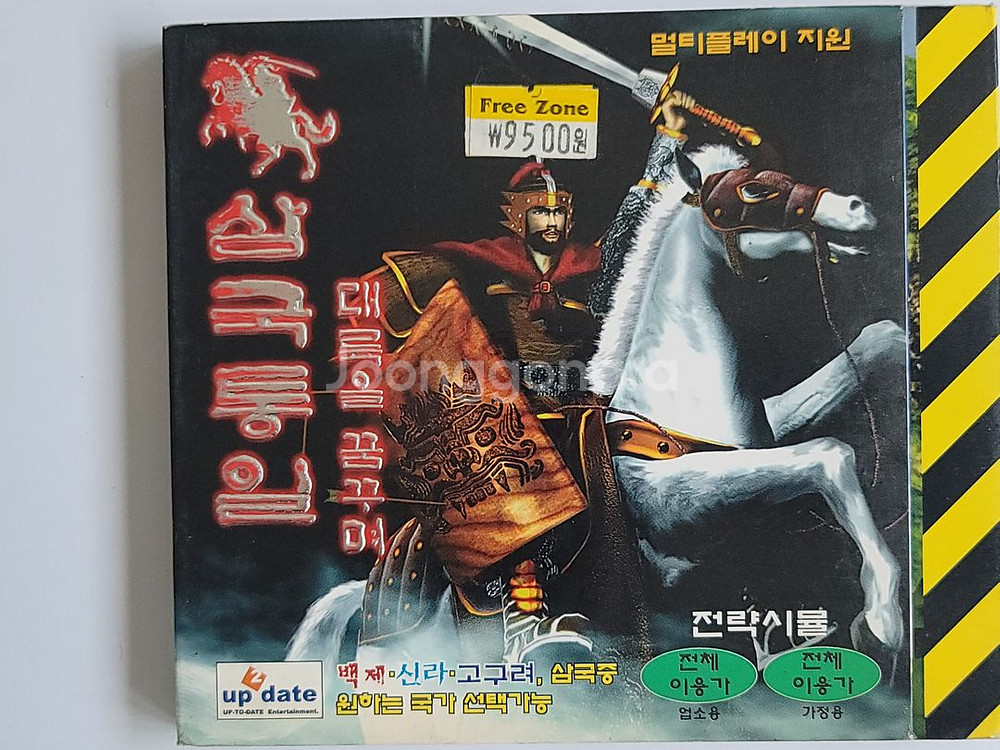 멀티플레이 지원
Free Zone
₩9500원
삼국통일
대륙을 꿈꾸며
Joonggonara
전략시뮬
백제·신라·고구려, 삼국중
원하는 국가 선택가능
전체
이용가
업소용
전체
이용가
가정용
up2date
UP-TO-DATE Entertainment.